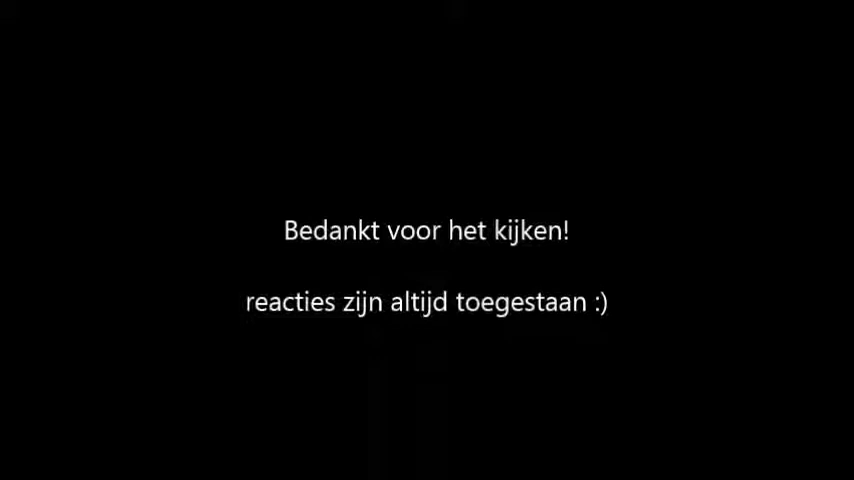 Bedankt voor het kijken!
reacties zijn altijd toegestaan :)